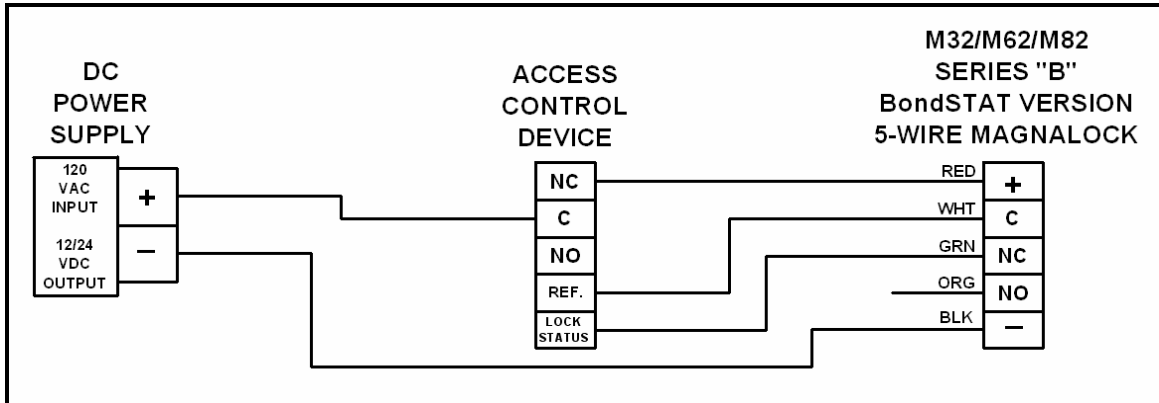 DC
POWER
SUPPLY
120
VAC
INPUT
12/24
VDC
OUTPUT
+
−
ACCESS
CONTROL
DEVICE
NC
C
NO
REF.
LOCK
STATUS
M32/M62/M82
SERIES "B"
BondSTAT VERSION
5-WIRE MAGNALOCK
RED +
WHT C
GRN NC
ORG NO
BLK −